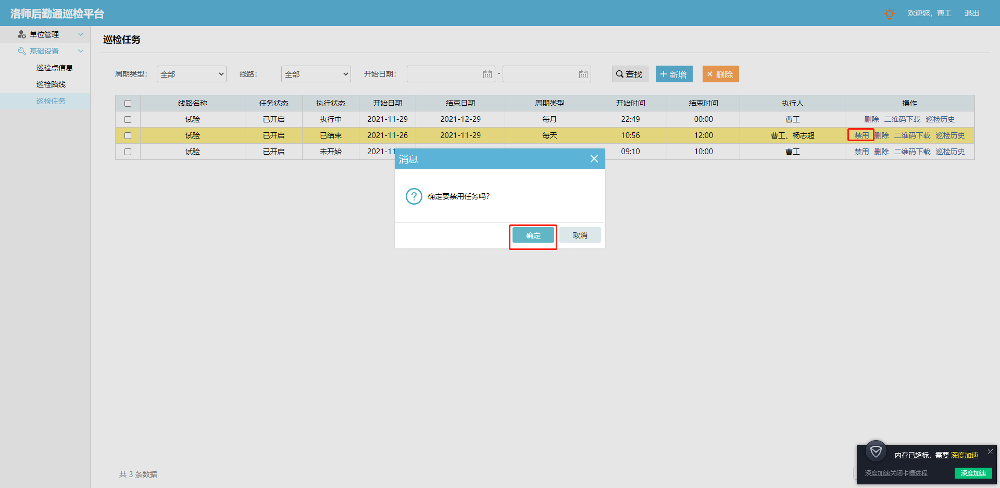 洛师后勤通巡检平台
欢迎您，曹工 退出
单位管理
基础设置
巡检点信息
巡检路线
巡检任务
巡检任务
周期类型： 全部 线路： 全部 开始日期： - 查找 新增 删除
线路名称 任务状态 执行状态 开始日期 结束日期 周期类型 开始时间 结束时间 执行人 操作
试验 已开启 执行中 2021-11-29 2021-12-29 每月 22:49 00:00 曹工 删除 二维码下载 巡检历史
试验 已开启 已结束 2021-11-26 2021-11-29 每天 10:56 12:00 曹工、杨志超 禁用 删除 二维码下载 巡检历史
试验 已开启 未开始 2021-11 09:10 10:00 曹工 禁用 删除 二维码下载 巡检历史
消息
确定要禁用任务吗？
确定 取消
共 3 条数据
内存已超标，需要 深度加速
深度加速关闭卡慢进程 深度加速